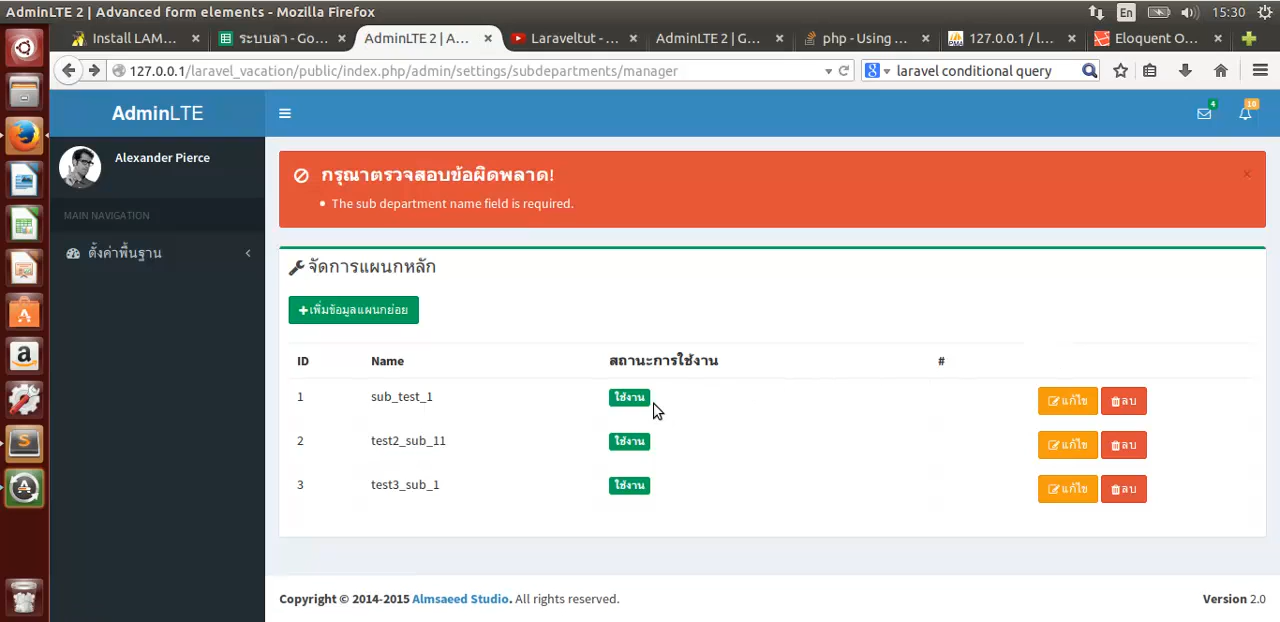 AdminLTE 2 | Advanced form elements - Mozilla Firefox
En
15:30
Install LAM...
ระบบลา - Go...
AdminLTE 2 | A...
Laraveltut - ...
AdminLTE 2 | G...
php - Using ...
127.0.0.1 / l...
Eloquent O...
127.0.0.1/laravel_vacation/public/index.php/admin/settings/subdepartments/manager
laravel conditional query
AdminLTE
4
10
Alexander Pierce
MAIN NAVIGATION
ตั้งค่าพื้นฐาน
กรุณาตรวจสอบข้อผิดพลาด!
The sub department name field is required.
จัดการแผนกหลัก
เพิ่มข้อมูลแผนกย่อย
ID Name สถานะการใช้งาน #
1 sub_test_1 ใช้งาน แก้ไข ลบ
2 test2_sub_11 ใช้งาน แก้ไข ลบ
3 test3_sub_1 ใช้งาน แก้ไข ลบ
Copyright © 2014-2015 Almsaeed Studio. All rights reserved.
Version 2.0